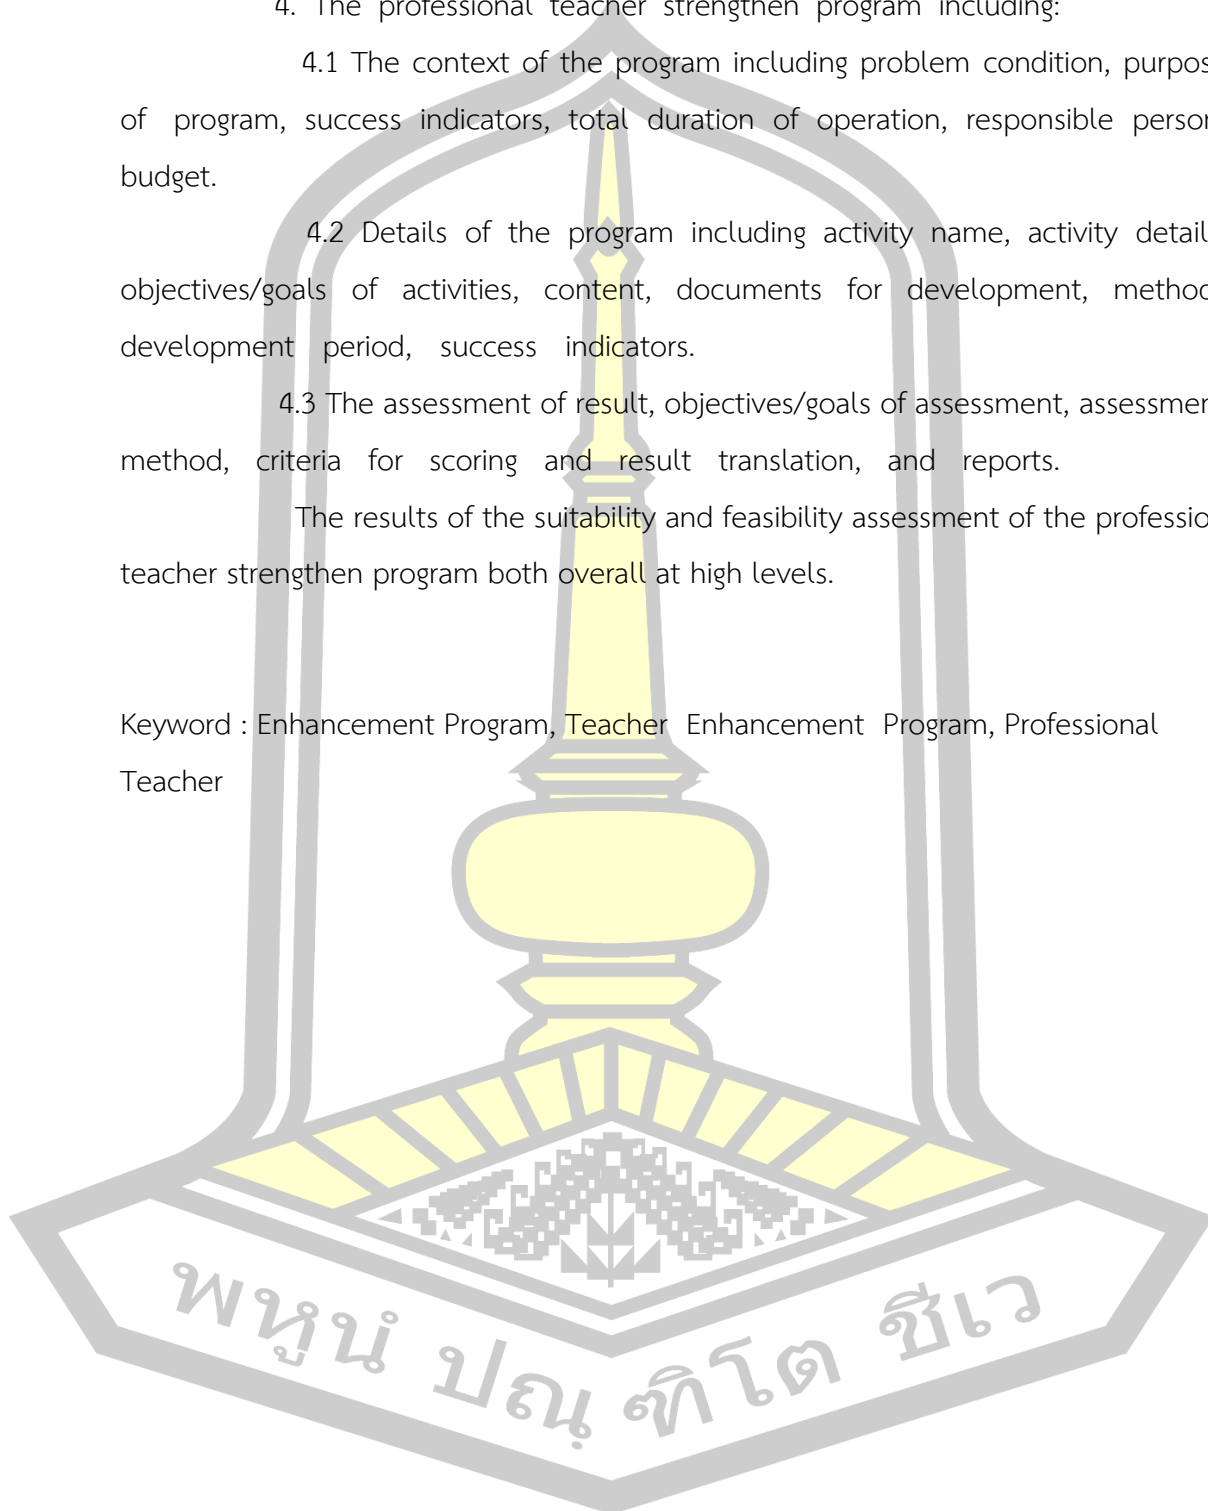 4. The professional teacher strengthen program including:
4.1 The context of the program including problem condition, purpos
of program, success indicators, total duration of operation, responsible person
budget.
4.2 Details of the program including activity name, activity detail
objectives/goals of activities, content, documents for development, method
development period, success indicators.
4.3 The assessment of result, objectives/goals of assessment, assessmen
method, criteria for scoring and result translation, and reports.
The results of the suitability and feasibility assessment of the professio
teacher strengthen program both overall at high levels.
Keyword : Enhancement Program, Teacher Enhancement Program, Professional
Teacher
พหูนํ ปณฺฑิโต ชีเว